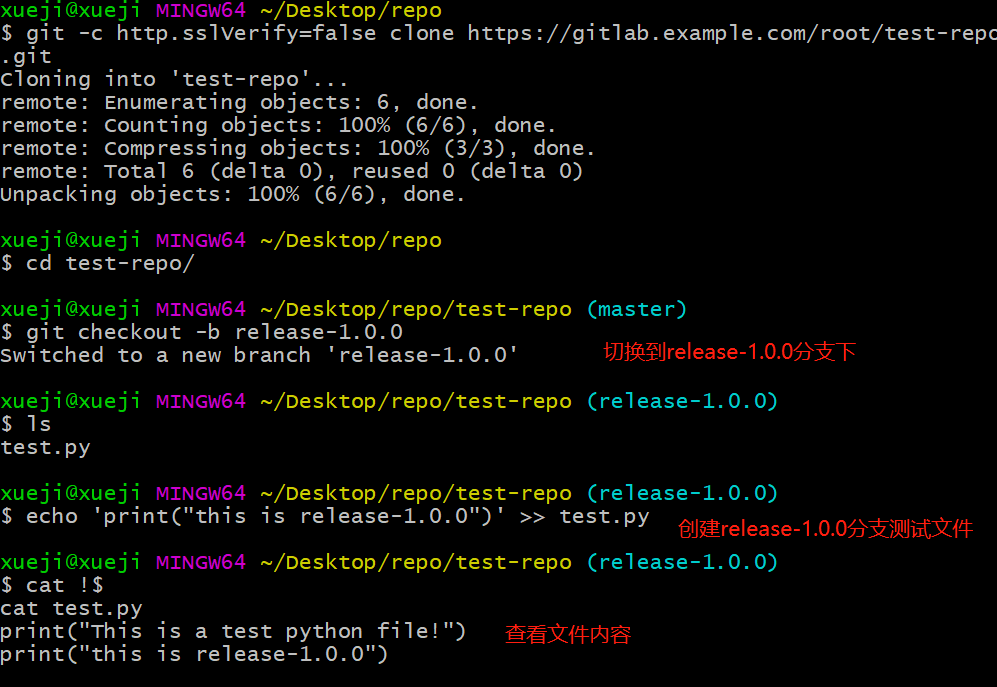 xueji@xueji MINGW64 ~/Desktop/repo
$ git -c http.sslVerify=false clone https://gitlab.example.com/root/test-repo
.git
Cloning into 'test-repo'...
remote: Enumerating objects: 6, done.
remote: Counting objects: 100% (6/6), done.
remote: Compressing objects: 100% (3/3), done.
remote: Total 6 (delta 0), reused 0 (delta 0)
Unpacking objects: 100% (6/6), done.
xueji@xueji MINGW64 ~/Desktop/repo
$ cd test-repo/
xueji@xueji MINGW64 ~/Desktop/repo/test-repo (master)
$ git checkout -b release-1.0.0
Switched to a new branch 'release-1.0.0' 切换到release-1.0.0分支下
xueji@xueji MINGW64 ~/Desktop/repo/test-repo (release-1.0.0)
$ ls
test.py
xueji@xueji MINGW64 ~/Desktop/repo/test-repo (release-1.0.0)
$ echo 'print("this is release-1.0.0")' >> test.py 创建release-1.0.0分支测试文件
xueji@xueji MINGW64 ~/Desktop/repo/test-repo (release-1.0.0)
$ cat !$
cat test.py
print("This is a test python file!") 查看文件内容
print("this is release-1.0.0")